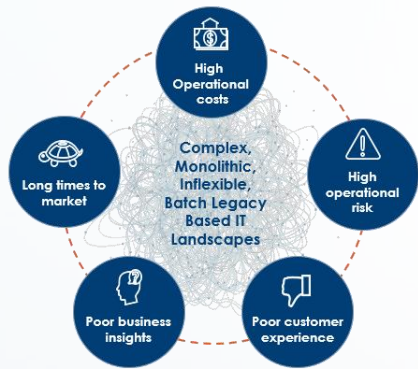 High
Operational
costs
Complex,
Monolithic,
Inflexible,
Batch Legacy
Based IT
Landscapes
High
operational
risk
Long times to
market
Poor business
insights
Poor customer
experience